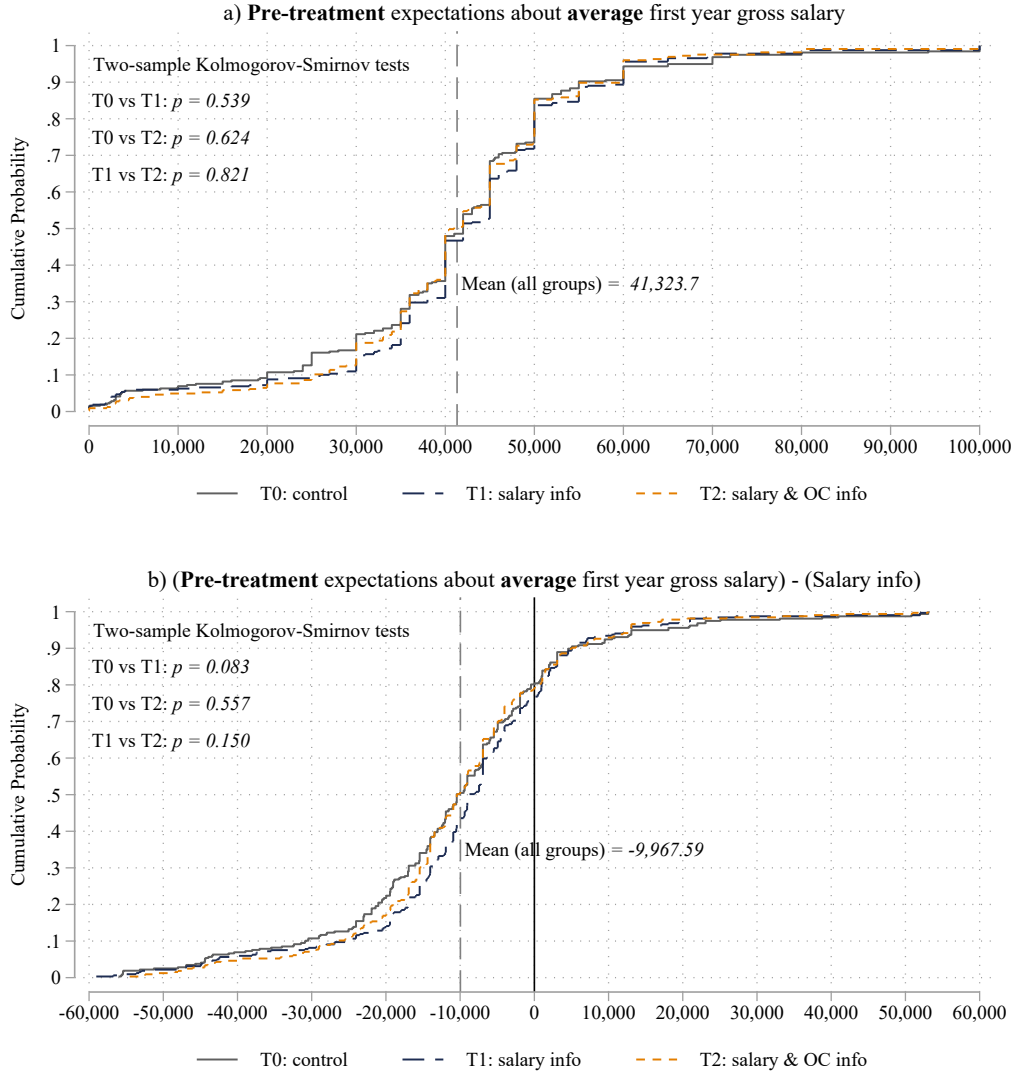 a) Pre-treatment expectations about average first year gross salary
Cumulative Probability
1
.9
.8
.7
.6
.5
.4
.3
.2
.1
0
Two-sample Kolmogorov-Smirnov tests
T0 vs T1: p = 0.539
T0 vs T2: p = 0.624
T1 vs T2: p = 0.821
Mean (all groups) = 41,323.7
0 10,000 20,000 30,000 40,000 50,000 60,000 70,000 80,000 90,000 100,000
T0: control T1: salary info T2: salary & OC info
b) (Pre-treatment expectations about average first year gross salary) - (Salary info)
Cumulative Probability
1
.9
.8
.7
.6
.5
.4
.3
.2
.1
0
Two-sample Kolmogorov-Smirnov tests
T0 vs T1: p = 0.083
T0 vs T2: p = 0.557
T1 vs T2: p = 0.150
Mean (all groups) = -9,967.59
-60,000 -50,000 -40,000 -30,000 -20,000 -10,000 0 10,000 20,000 30,000 40,000 50,000 60,000
T0: control T1: salary info T2: salary & OC info